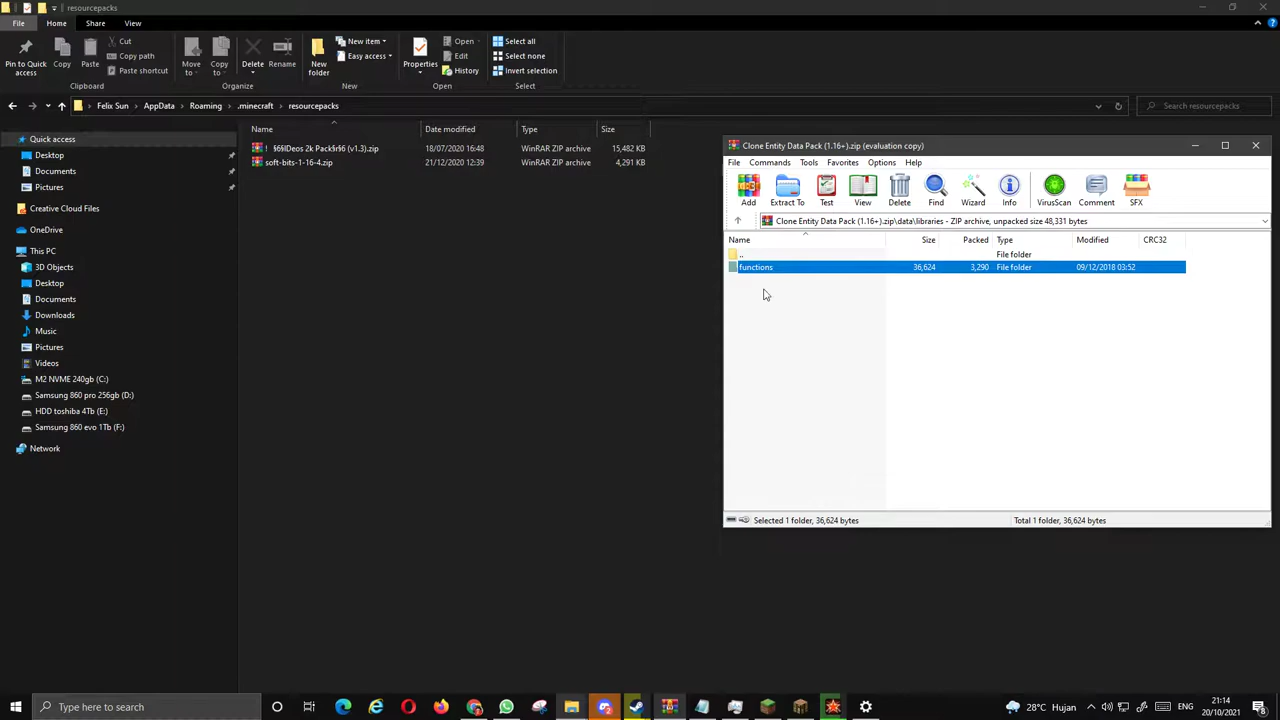 resourcepacks
File Home Share View
Pin to Quick access
Copy
Paste
Cut
Copy path
Paste shortcut
Clipboard
Move to
Copy to
Delete
Rename
Organize
New folder
New item
Easy access
New
Properties
Open
Edit
History
Open
Select all
Select none
Invert selection
Select
Felix Sun > AppData > Roaming > .minecraft > resourcepacks
Search resourcepacks
Name Date modified Type Size
! §6§lDeos 2k Pack§r§6 (v1.3).zip 18/07/2020 16:48 WinRAR ZIP archive 15,482 KB
soft-bits-1-16-4.zip 21/12/2020 12:39 WinRAR ZIP archive 4,291 KB
Quick access
Desktop
Documents
Pictures
Creative Cloud Files
OneDrive
This PC
3D Objects
Desktop
Documents
Downloads
Music
Pictures
Videos
M2 NVME 240gb (C:)
Samsung 860 pro 256gb (D:)
HDD toshiba 4Tb (E:)
Samsung 860 evo 1Tb (F:)
Network
Clone Entity Data Pack (1.16+).zip (evaluation copy)
File Commands Tools Favorites Options Help
Add Extract To Test View Delete Find Wizard Info VirusScan Comment SFX
Clone Entity Data Pack (1.16+).zip\data\libraries - ZIP archive, unpacked size 48,331 bytes
Name Size Packed Type Modified CRC32
.. File folder
functions 36,624 3,290 File folder 09/12/2018 03:52
Selected 1 folder, 36,624 bytes
Total 1 folder, 36,624 bytes
Type here to search
28°C Hujan
ENG
21:14
20/10/2021